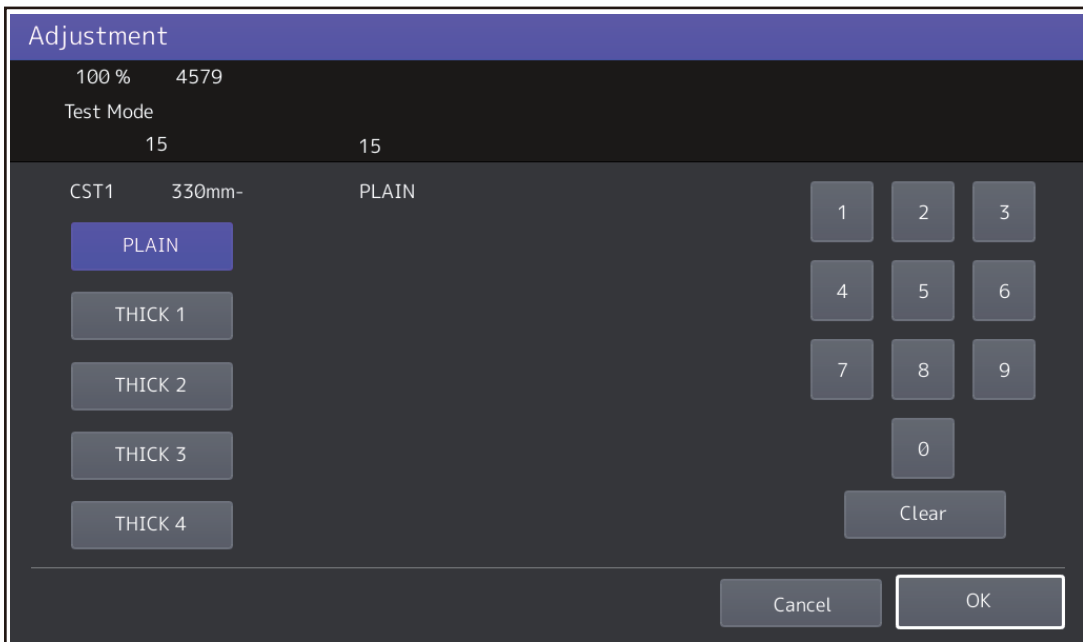 Adjustment
100 % 4579
Test Mode
15 15
CST1 330mm- PLAIN
PLAIN
THICK 1
THICK 2
THICK 3
THICK 4
1 2 3
4 5 6
7 8 9
0
Clear
Cancel OK